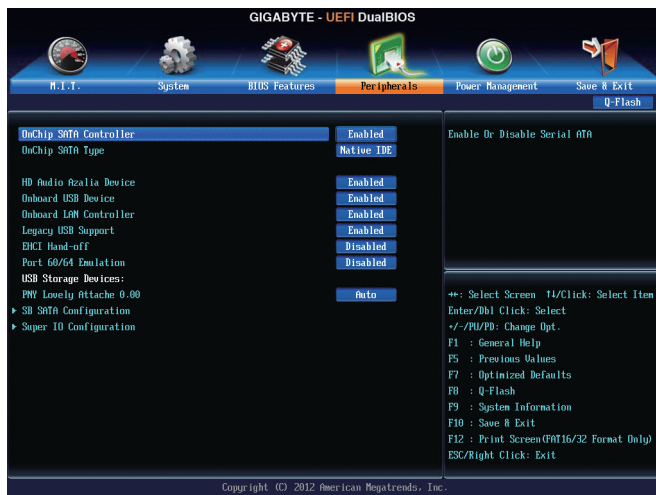 GIGABYTE - UEFI DualBIOS
M.I.T. System BIOS Features Peripherals Power Management Save & Exit
Q-Flash
OnChip SATA Controller Enabled
OnChip SATA Type Native IDE
HD Audio Azalia Device Enabled
Onboard USB Device Enabled
Onboard LAN Controller Enabled
Legacy USB Support Enabled
EHCI Hand-off Disabled
Port 60/64 Emulation Disabled
USB Storage Devices:
PNY Lovely Attache 0.00 Auto
SB SATA Configuration
Super IO Configuration
Enable Or Disable Serial ATA
↔: Select Screen ↑↓/Click: Select Item
Enter/Dbl Click: Select
+/-/PU/PD: Change Opt.
F1 : General Help
F5 : Previous Values
F7 : Optimized Defaults
F8 : Q-Flash
F9 : System Information
F10 : Save & Exit
F12 : Print Screen(FAT16/32 Format Only)
ESC/Right Click: Exit
Copyright (C) 2012 American Megatrends, Inc.